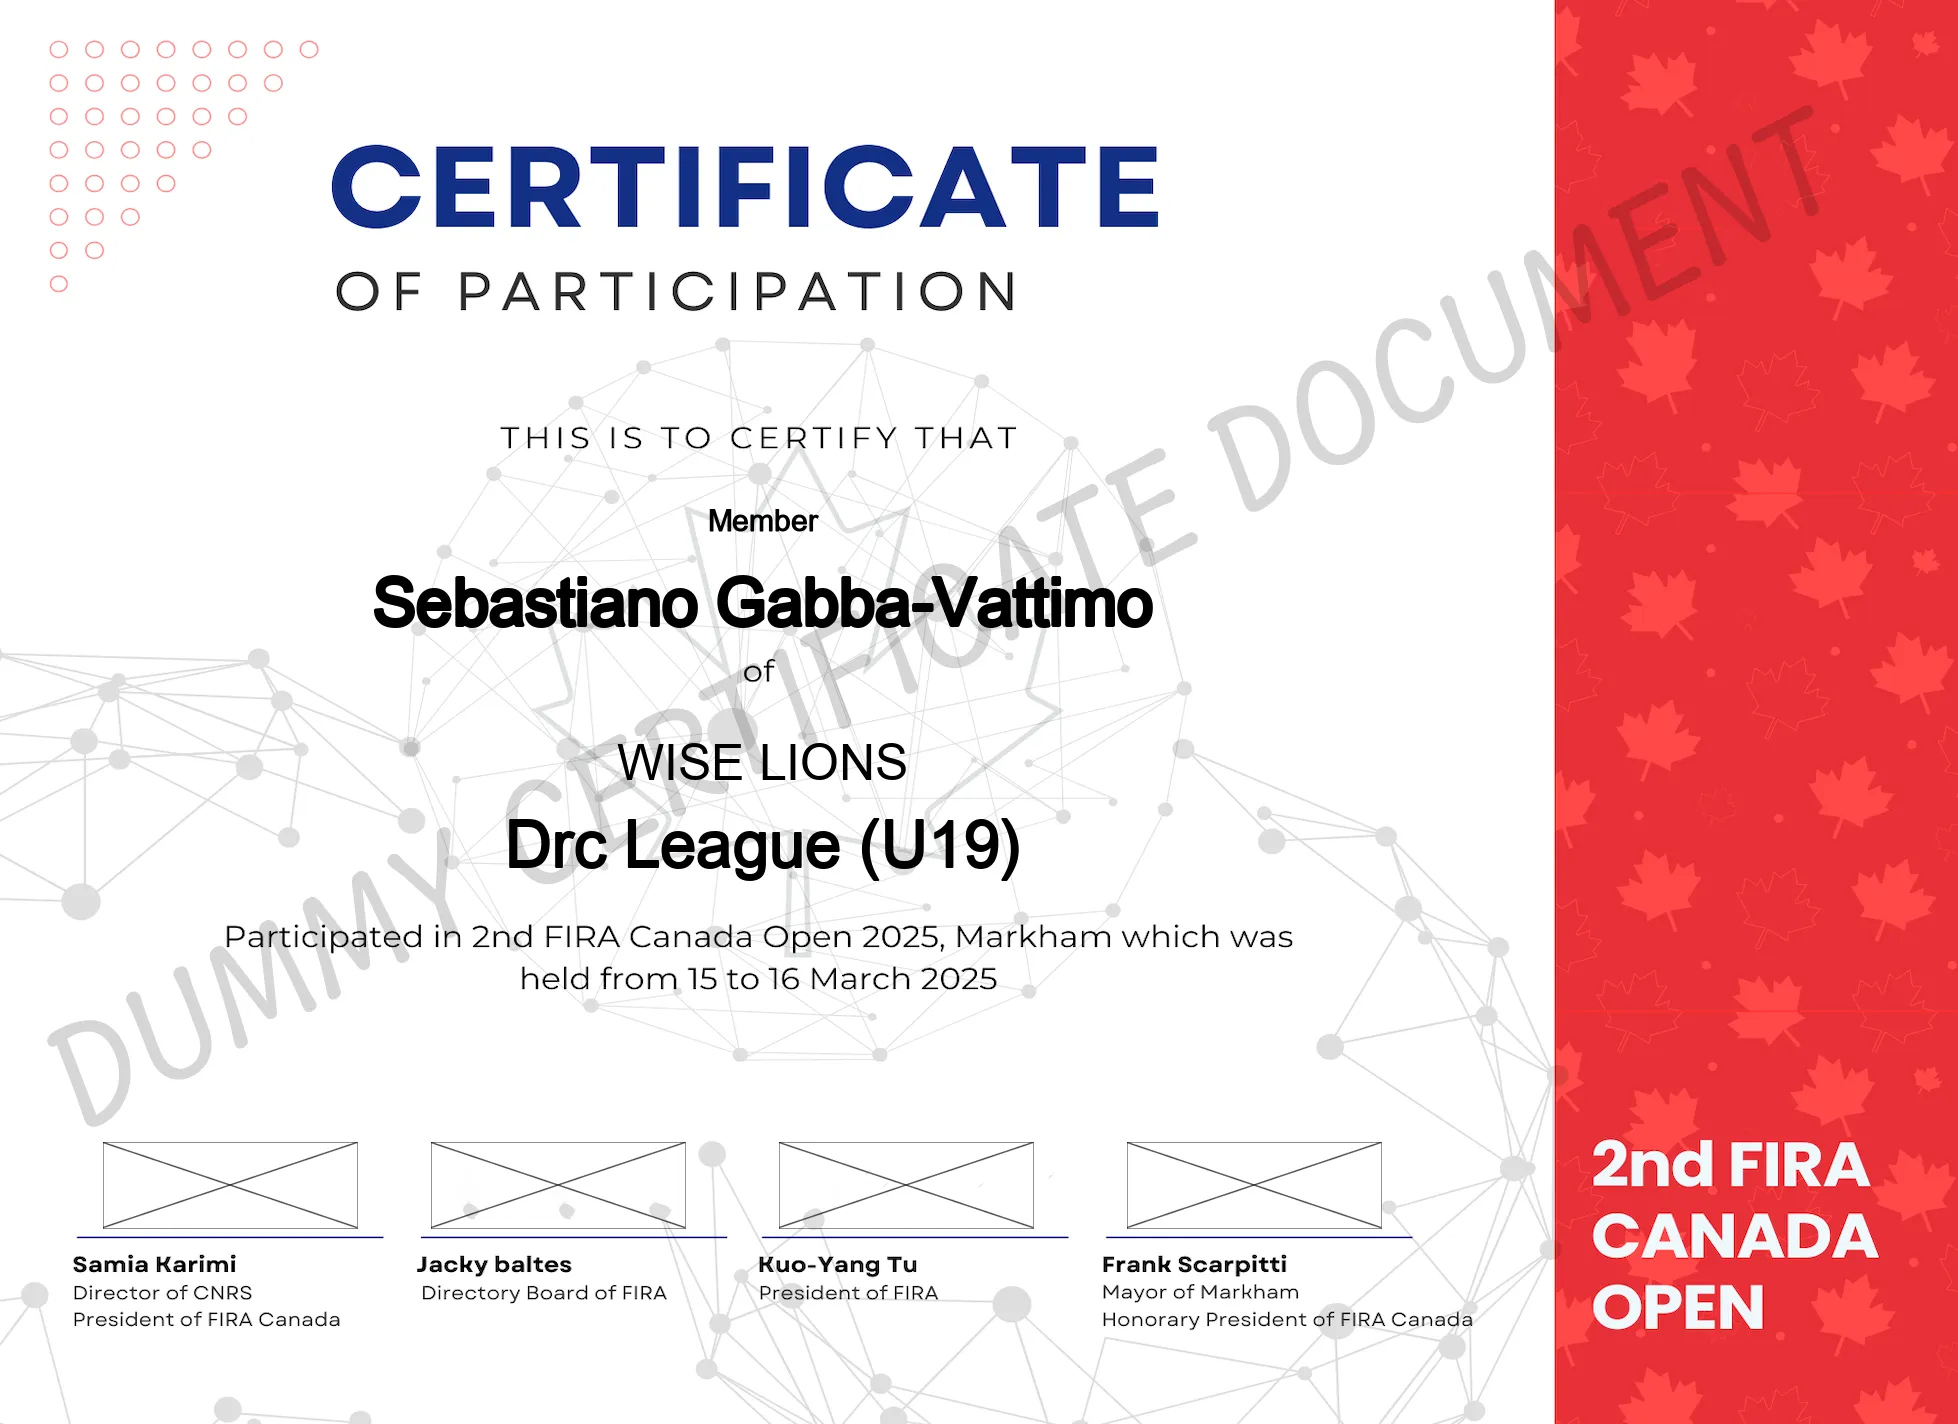 CERTIFICATE
OF PARTICIPATION
THIS IS TO CERTIFY THAT
Member
Sebastiano Gabba-Vattimo
of
WISE LIONS
Drc League (U19)
Participated in 2nd FIRA Canada Open 2025, Markham which was
held from 15 to 16 March 2025
DUMMY CERTIFICATE DOCUMENT
Samia Karimi
Director of CNRS
President of FIRA Canada
Jacky baltes
Directory Board of FIRA
Kuo-Yang Tu
President of FIRA
Frank Scarpitti
Mayor of Markham
Honorary President of FIRA Canada
2nd FIRA
CANADA
OPEN